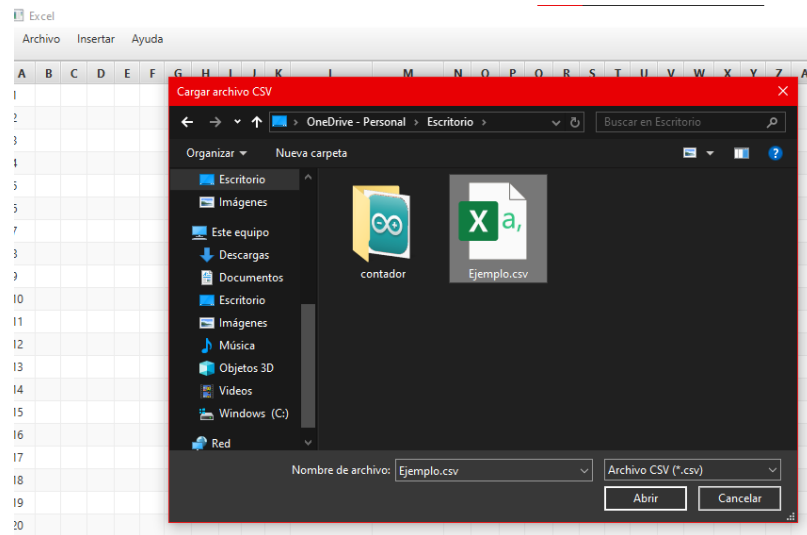 Excel
Archivo Insertar Ayuda
A B C D E F G H I J K L M N O P Q R S T U V W X Y Z A
1
2
3
4
5
6
7
8
9
10
11
12
13
14
15
16
17
18
19
20
Cargar archivo CSV
OneDrive - Personal > Escritorio >
Buscar en Escritorio
Organizar
Nueva carpeta
Escritorio
Imágenes
Este equipo
Descargas
Documentos
Escritorio
Imágenes
Música
Objetos 3D
Videos
Windows (C:)
Red
contador
X a,
Ejemplo.csv
Nombre de archivo: Ejemplo.csv
Archivo CSV (*.csv)
Abrir Cancelar